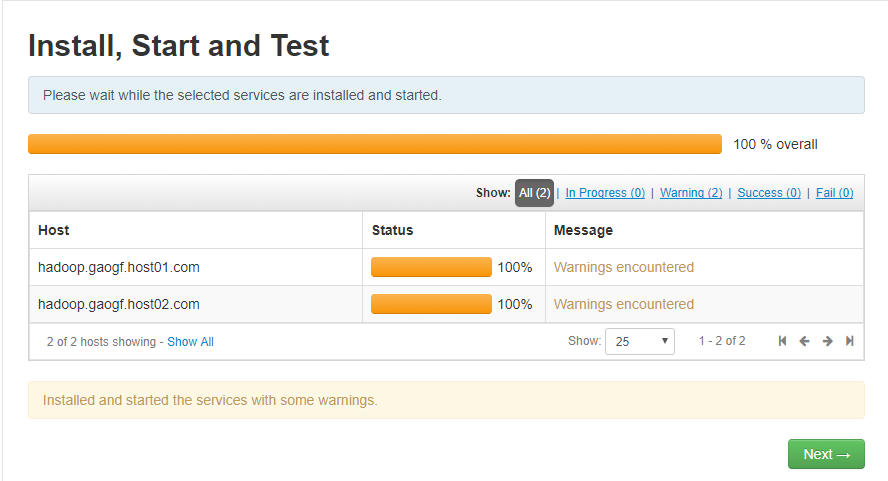 Install, Start and Test
Please wait while the selected services are installed and started.
100 % overall
Show: All (2) | In Progress (0) | Warning (2) | Success (0) | Fail (0)
Host Status Message
hadoop.gaogf.host01.com 100% Warnings encountered
hadoop.gaogf.host02.com 100% Warnings encountered
2 of 2 hosts showing - Show All Show: 25 1 - 2 of 2
Installed and started the services with some warnings.
Next →